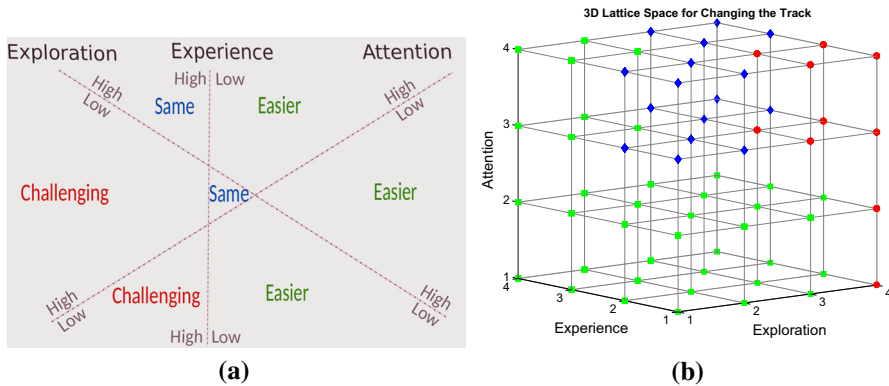 Exploration Experience Attention
High Low High Low High Low
Same Easier
Challenging Same Easier
High Low Challenging Easier High Low
High Low
(a)
3D Lattice Space for Changing the Track
Attention
4
3
2
1
4 3 2 1
Experience
1 2 3 4
Exploration
(b)